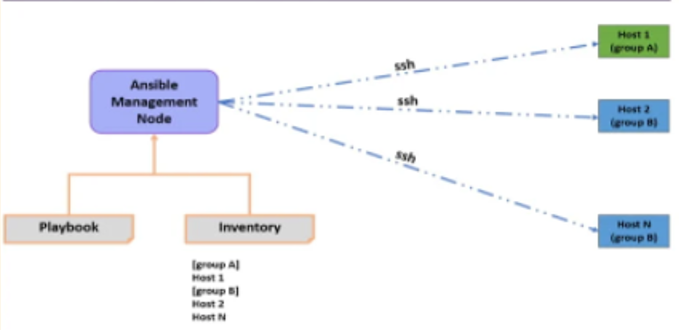 Ansible
Management
Node
ssh
ssh
ssh
Host 1
(group A)
Host 2
(group B)
Host N
(group B)
Playbook
Inventory
[group A]
Host 1
[group B]
Host 2
Host N